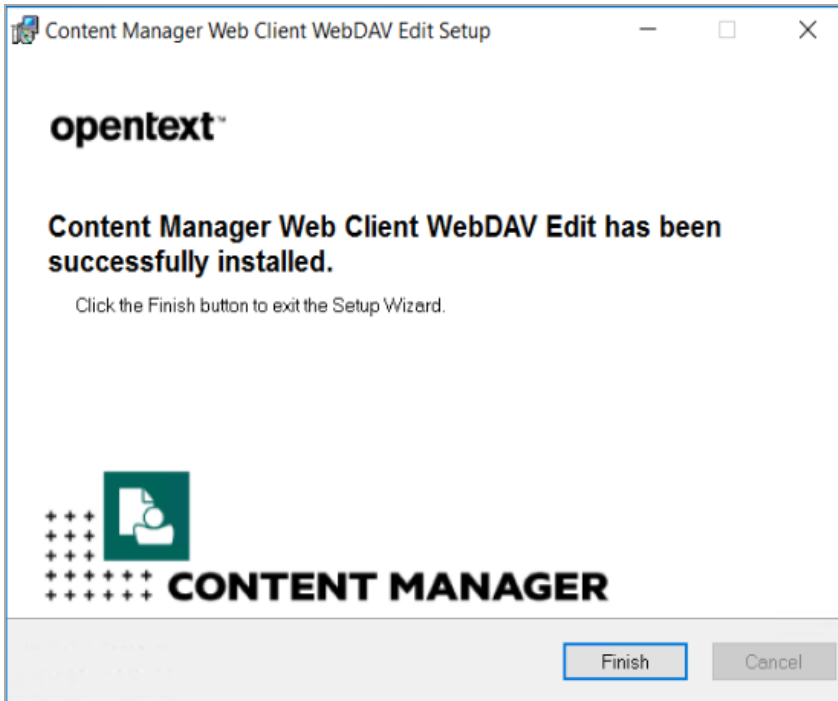 Content Manager Web Client WebDAV Edit Setup
opentext™
Content Manager Web Client WebDAV Edit has been
successfully installed.
Click the Finish button to exit the Setup Wizard.
CONTENT MANAGER
Finish
Cancel